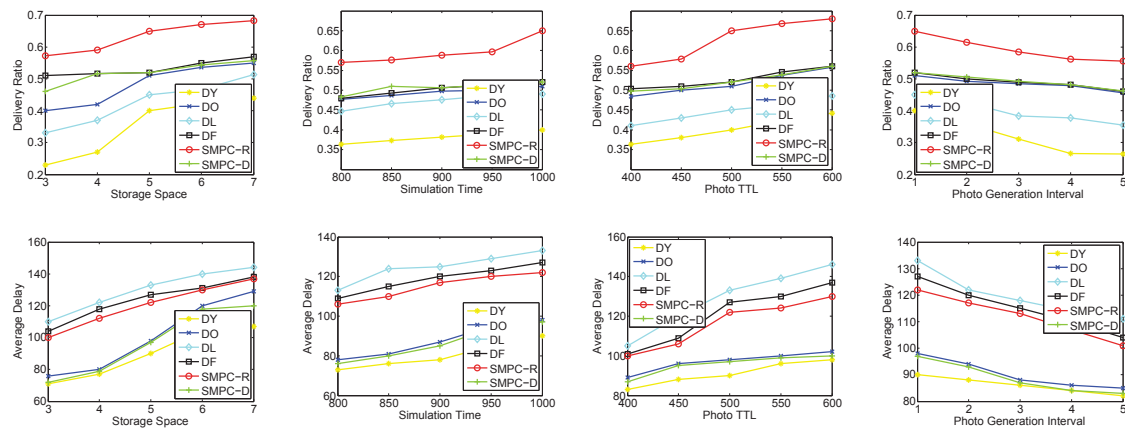 0.7
0.6
0.5
0.4
0.3
0.2
Delivery Ratio
3 4 5 6 7
Storage Space
DY
DO
DL
DF
SMPC-R
SMPC-D
0.65
0.6
0.55
0.5
0.45
0.4
0.35
Delivery Ratio
800 850 900 950 1000
Simulation Time
DY
DO
DL
DF
SMPC-R
SMPC-D
0.65
0.6
0.55
0.5
0.45
0.4
0.35
Delivery Ratio
400 450 500 550 600
Photo TTL
DY
DO
DL
DF
SMPC-R
SMPC-D
0.7
0.6
0.5
0.4
0.3
0.2
Delivery Ratio
1 2 3 4 5
Photo Generation Interval
DY
DO
DL
DF
SMPC-R
SMPC-D
160
140
120
100
80
60
Average Delay
3 4 5 6 7
Storage Space
DY
DO
DL
DF
SMPC-R
SMPC-D
140
120
100
80
60
Average Delay
800 850 900 950 1000
Simulation Time
DY
DO
DL
DF
SMPC-R
SMPC-D
160
140
120
100
80
Average Delay
400 450 500 550 600
Photo TTL
DY
DO
DL
DF
SMPC-R
SMPC-D
140
130
120
110
100
90
80
Average Delay
1 2 3 4 5
Photo Generation Interval
DY
DO
DL
DF
SMPC-R
SMPC-D